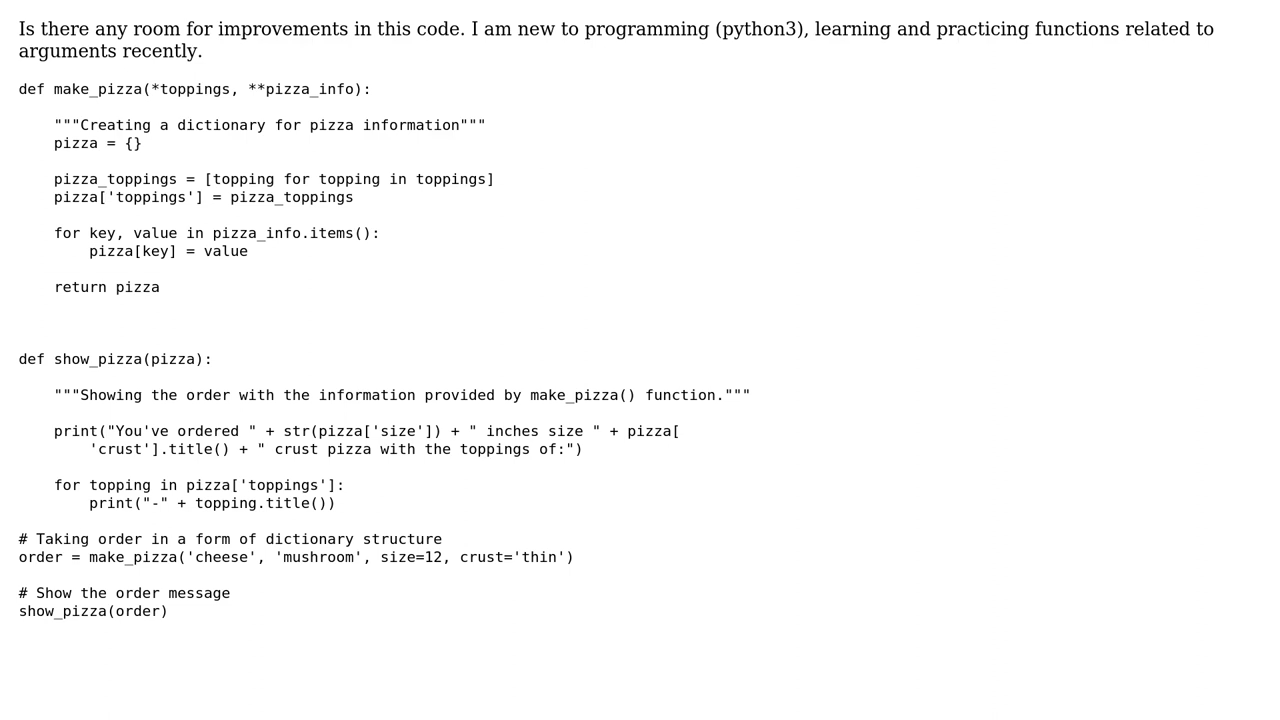 Is there any room for improvements in this code. I am new to programming (python3), learning and practicing functions related to
arguments recently.
def make_pizza(*toppings, **pizza_info):
    """Creating a dictionary for pizza information"""
    pizza = {}
    pizza_toppings = [topping for topping in toppings]
    pizza['toppings'] = pizza_toppings
    for key, value in pizza_info.items():
        pizza[key] = value
    return pizza
def show_pizza(pizza):
    """Showing the order with the information provided by make_pizza() function."""
    print("You've ordered " + str(pizza['size']) + " inches size " + pizza[
        'crust'].title() + " crust pizza with the toppings of:")
    for topping in pizza['toppings']:
        print("-" + topping.title())
# Taking order in a form of dictionary structure
order = make_pizza('cheese', 'mushroom', size=12, crust='thin')
# Show the order message
show_pizza(order)